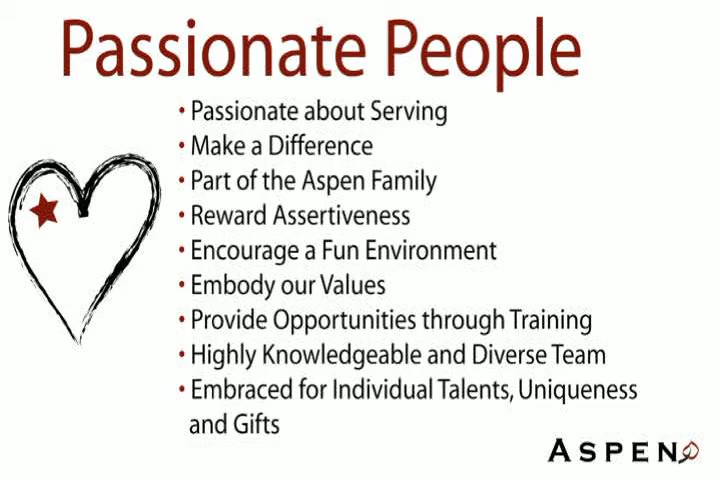 Passionate People
• Passionate about Serving
• Make a Difference
• Part of the Aspen Family
• Reward Assertiveness
• Encourage a Fun Environment
• Embody our Values
• Provide Opportunities through Training
• Highly Knowledgeable and Diverse Team
• Embraced for Individual Talents, Uniqueness
and Gifts
ASPEN